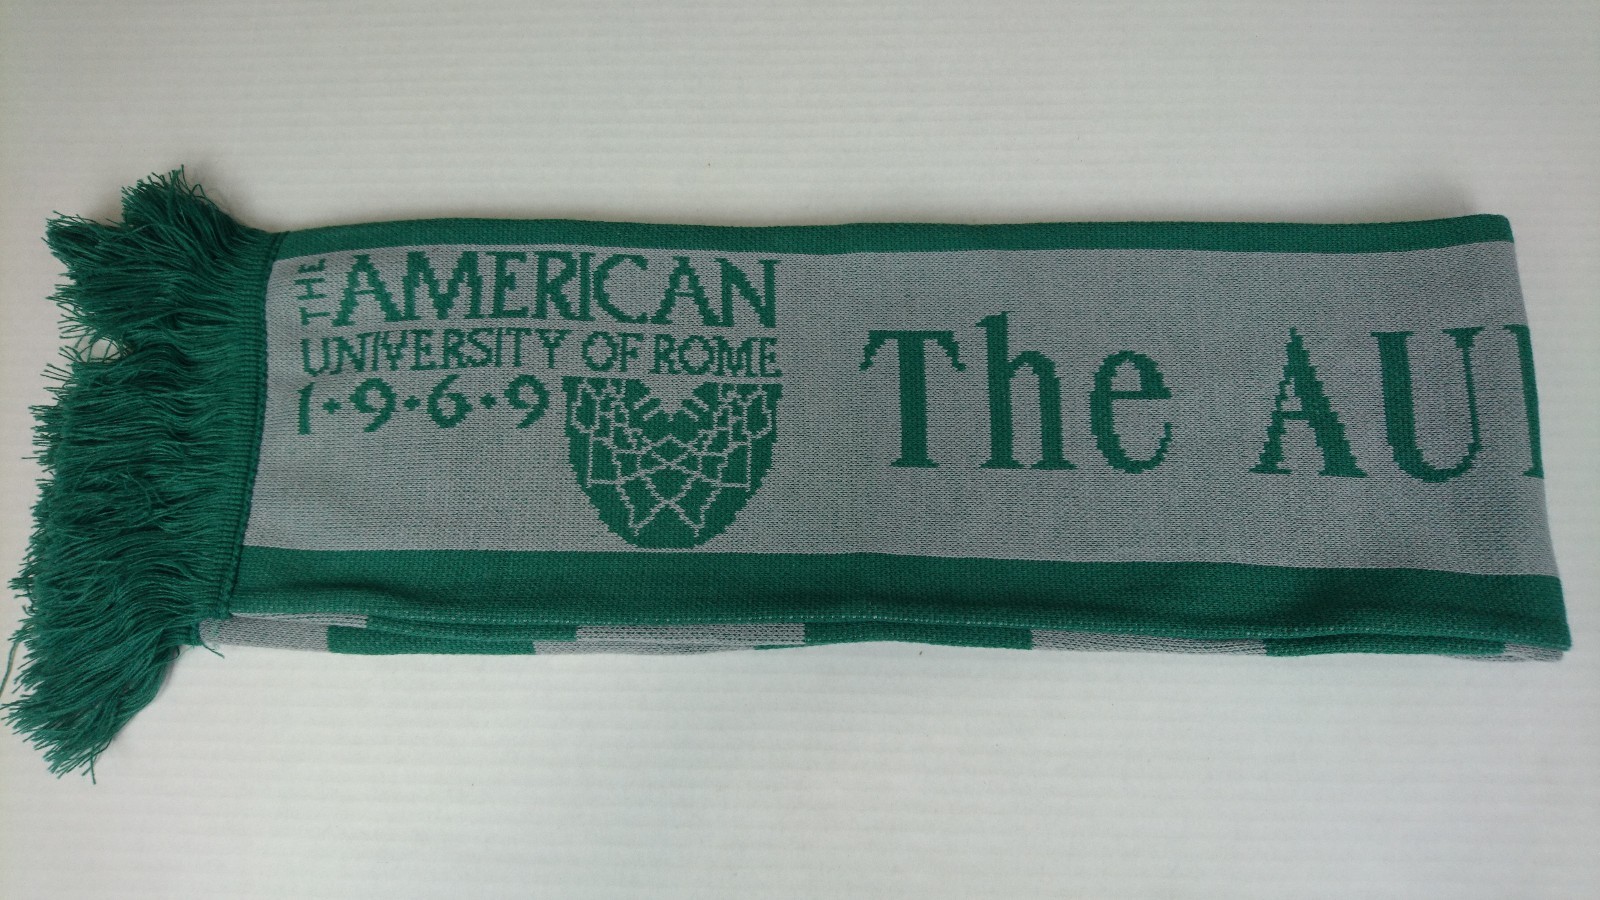 THE AMERICAN
UNIVERSITY OF ROME
1·9·6·9
The AU